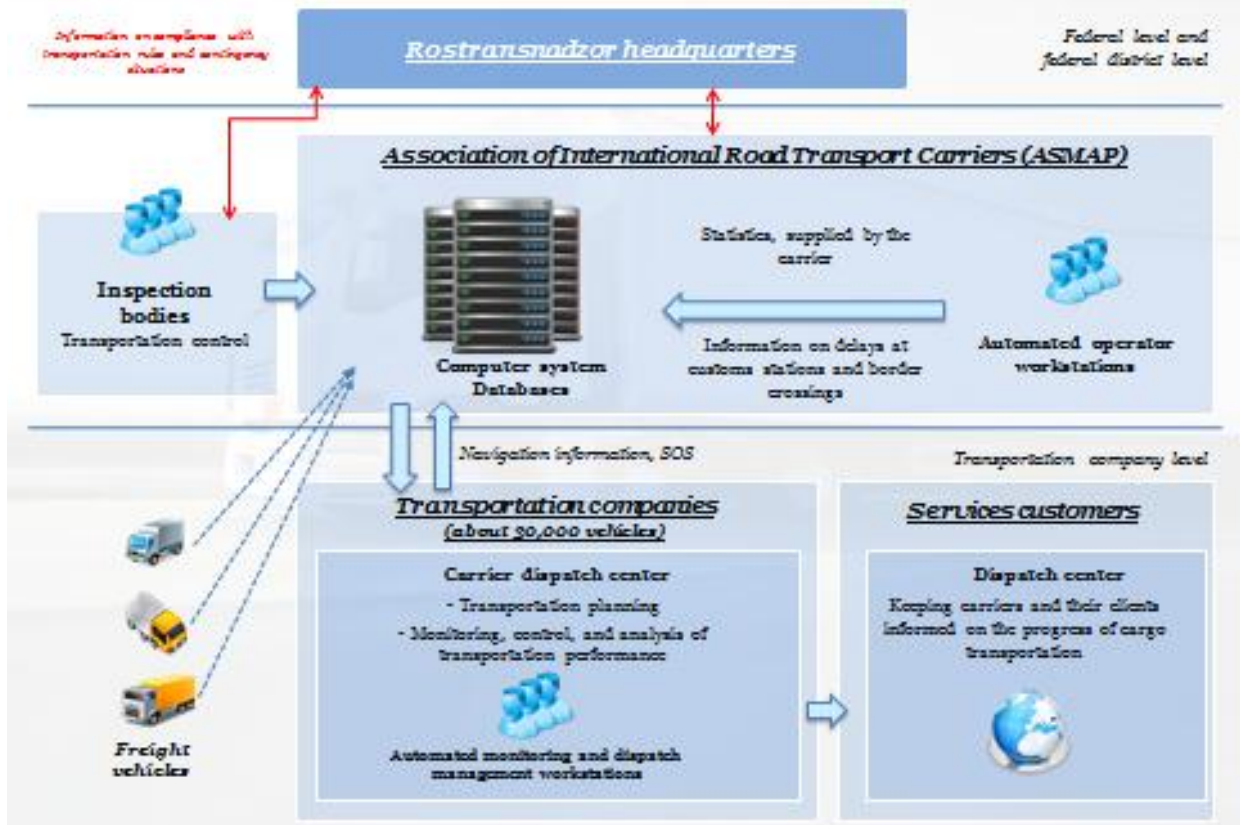 Information on compliance with
transportation rules and contingency
situations
Rostransnadzor headquarters
Federal level and
federal district level
Association of International Road Transport Carriers (ASMAP)
Inspection
bodies
Transportation control
Computer system
Databases
Statistics, supplied by the
carrier
Information on delays at
customs stations and border
crossings
Automated operator
workstations
Navigation information, SOS
Transportation company level
Transportation companies
(about 30,000 vehicles)
Carrier dispatch center
- Transportation planning
- Monitoring, control, and analysis of
transportation performance
Automated monitoring and dispatch
management workstations
Services customers
Dispatch center
Keeping carriers and their clients
informed on the progress of cargo
transportation
Freight
vehicles